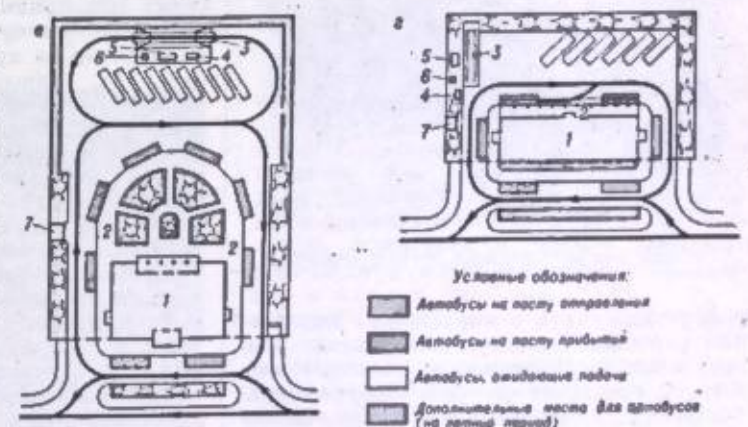 в
5
3
6
4
7
2
2
1
г
5
3
6
4
7
2
1
Условные обозначения:
Автобусы на посту отправления
Автобусы на посту прибытия
Автобусы, ожидающие подачи
Дополнительные места для автобусов
(на летний период)